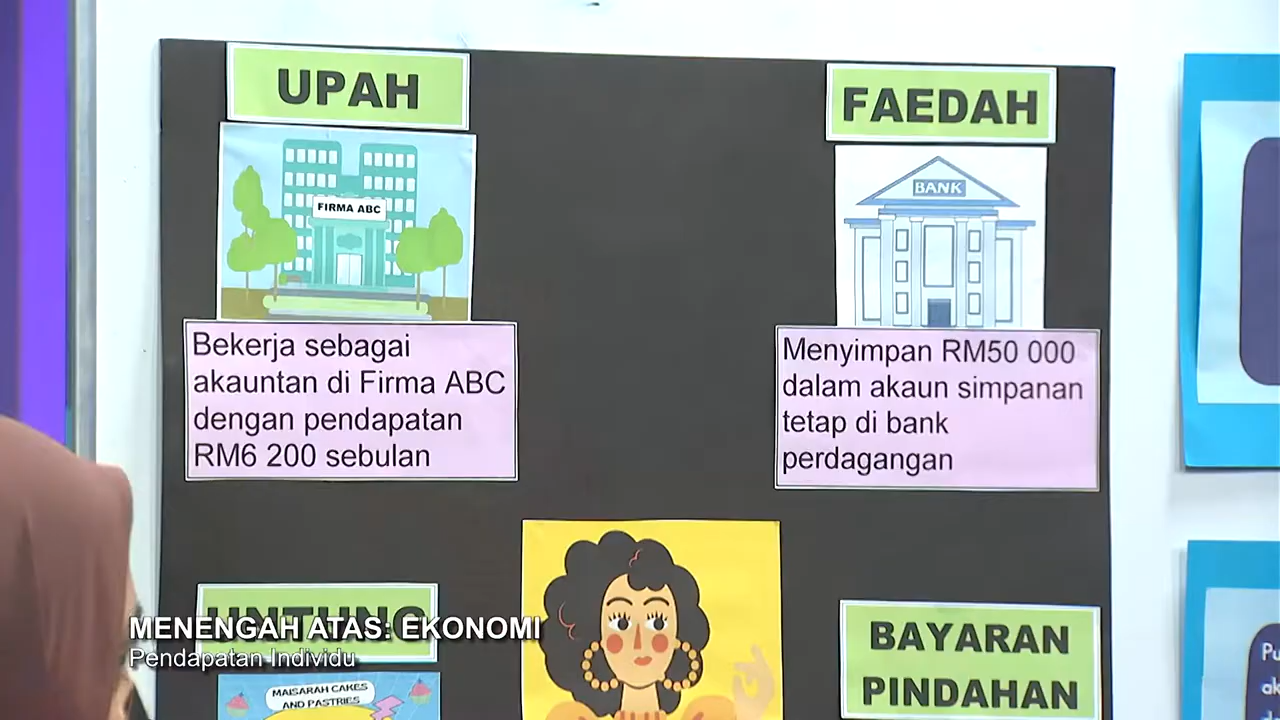 UPAH
FIRMA ABC
Bekerja sebagai
akauntan di Firma ABC
dengan pendapatan
RM6 200 sebulan
FAEDAH
BANK
Menyimpan RM50 000
dalam akaun simpanan
tetap di bank
perdagangan
UNTUNG
MENENGAH ATAS: EKONOMI
Pendapatan Individu
MAISARAH CAKES
AND PASTRIES
BAYARAN
PINDAHAN